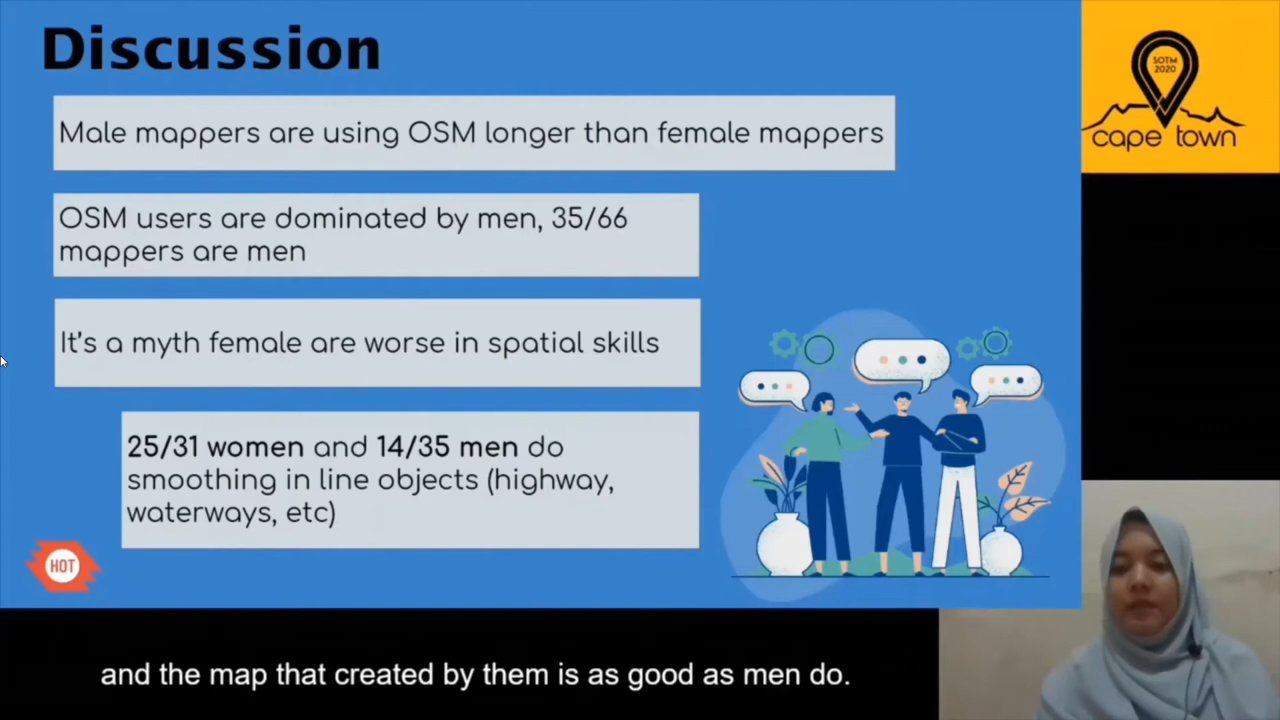 Discussion
Male mappers are using OSM longer than female mappers
OSM users are dominated by men, 35/66
mappers are men
It's a myth female are worse in spatial skills
25/31 women and 14/35 men do
smoothing in line objects (highway,
waterways, etc)
HOT
SOTM
2020
cape town
and the map that created by them is as good as men do.